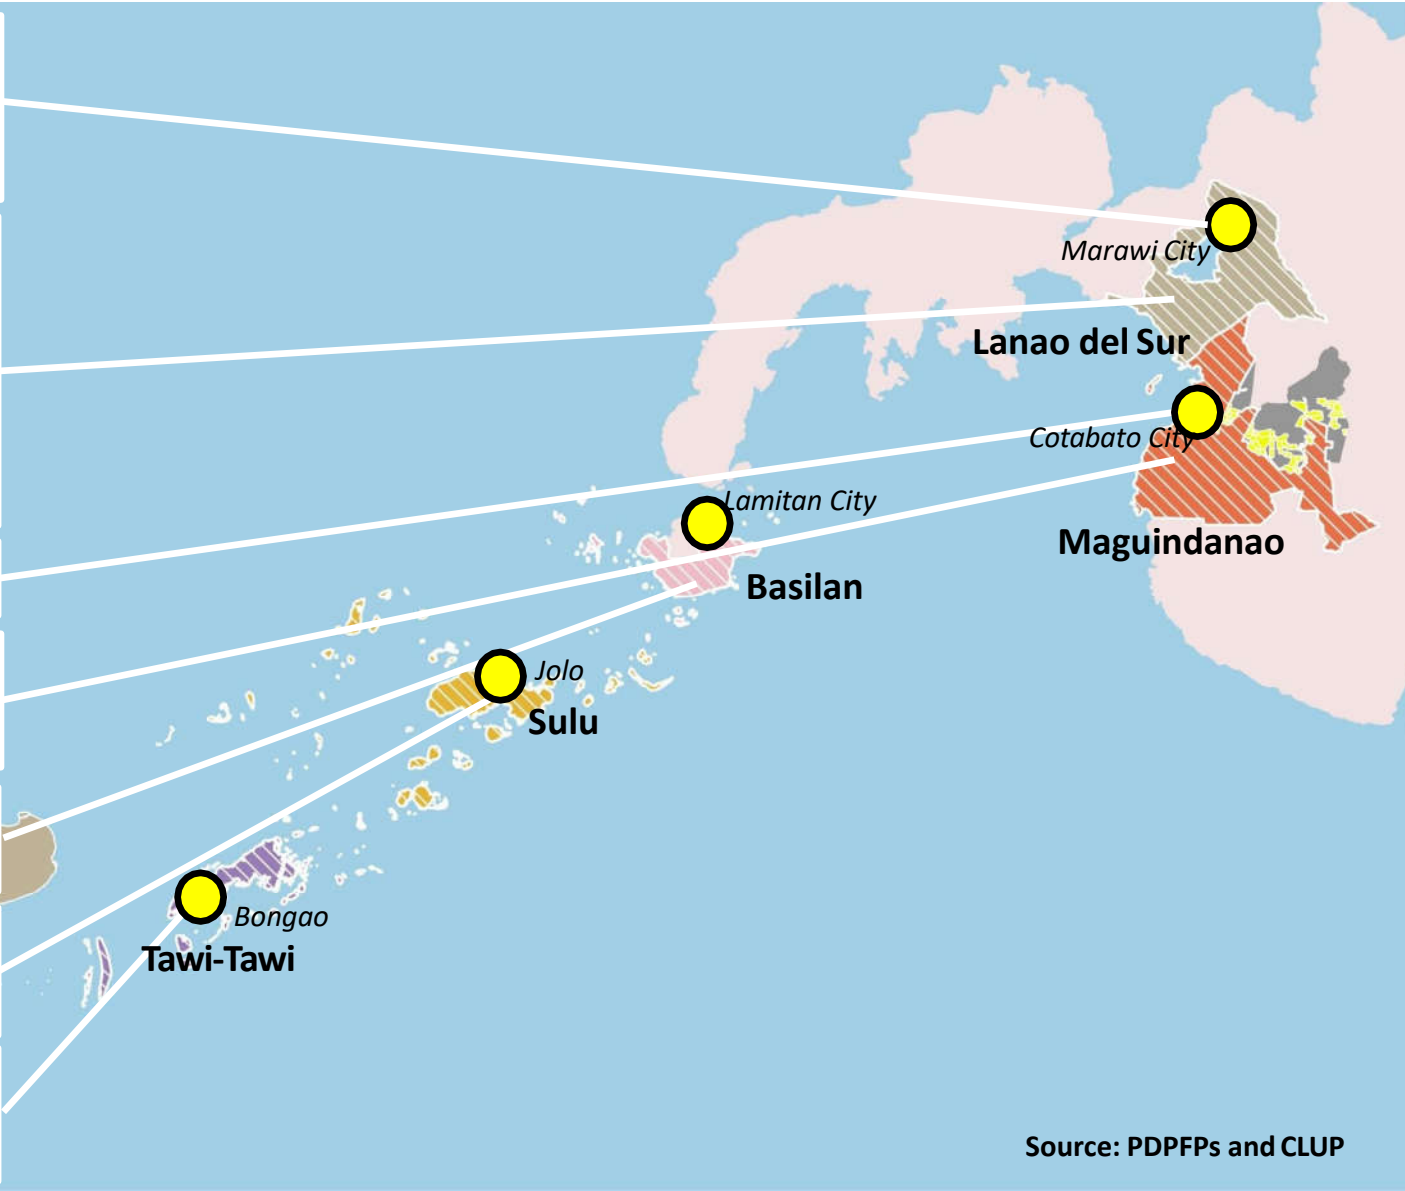 Marawi City
Lanao del Sur
Cotabato City
Maguindanao
Lamitan City
Basilan
Jolo
Sulu
Bongao
Tawi-Tawi
Source: PDPFPs and CLUP